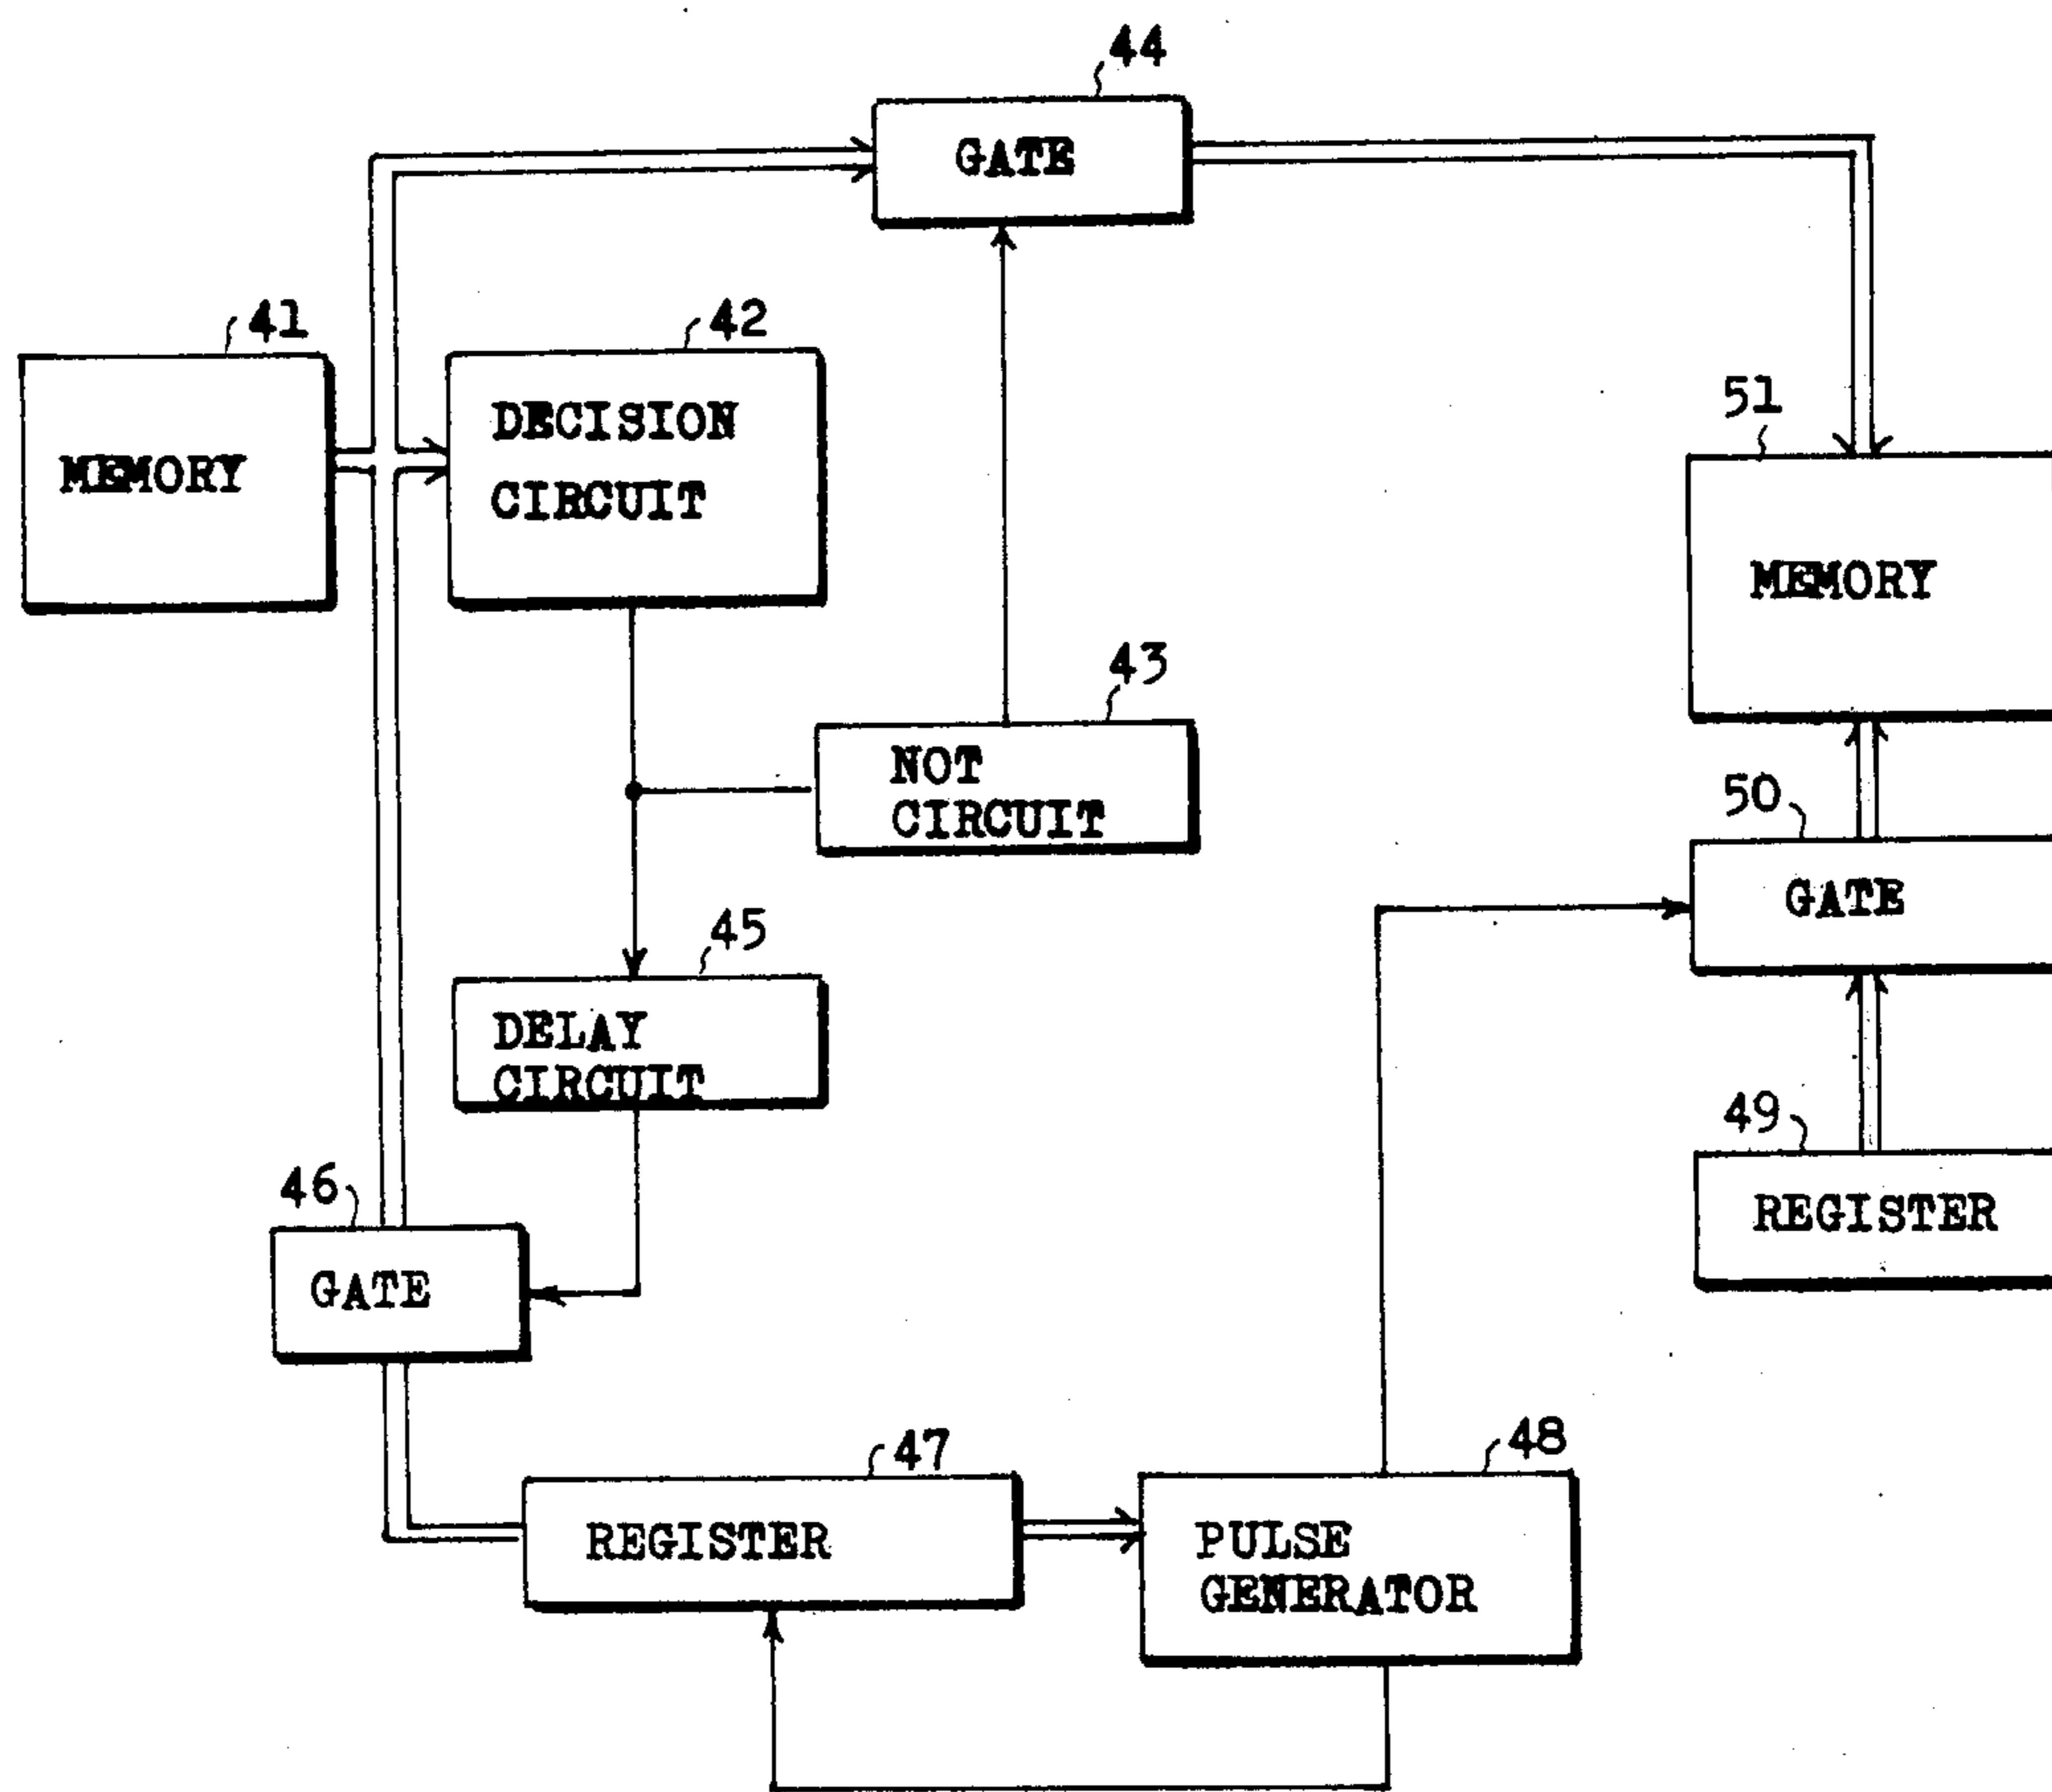 44
GATE
41
MEMORY
42
DECISION
CIRCUIT
51
MEMORY
43
NOT
CIRCUIT
50
GATE
45
DELAY
CIRCUIT
49
REGISTER
46
GATE
47
REGISTER
48
PULSE
GENERATOR